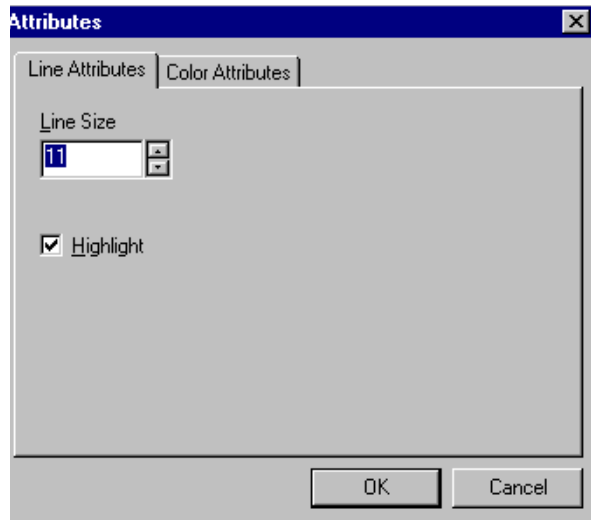 Attributes
Line Attributes
Color Attributes
Line Size
11
Highlight
OK
Cancel